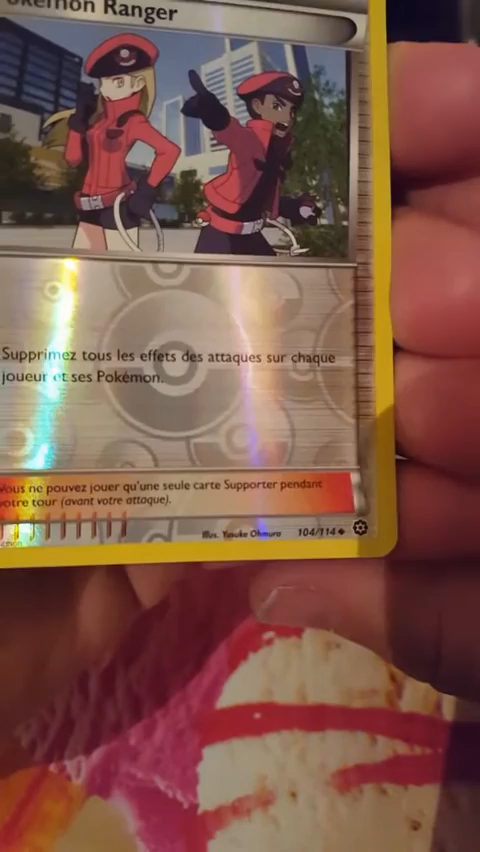 okémon Ranger
Supprimez tous les effets des attaques sur chaque
joueur et ses Pokémon.
Vous ne pouvez jouer qu'une seule carte Supporter pendant
votre tour (avant votre attaque).
Illus. Yusuke Ohmura 104/114